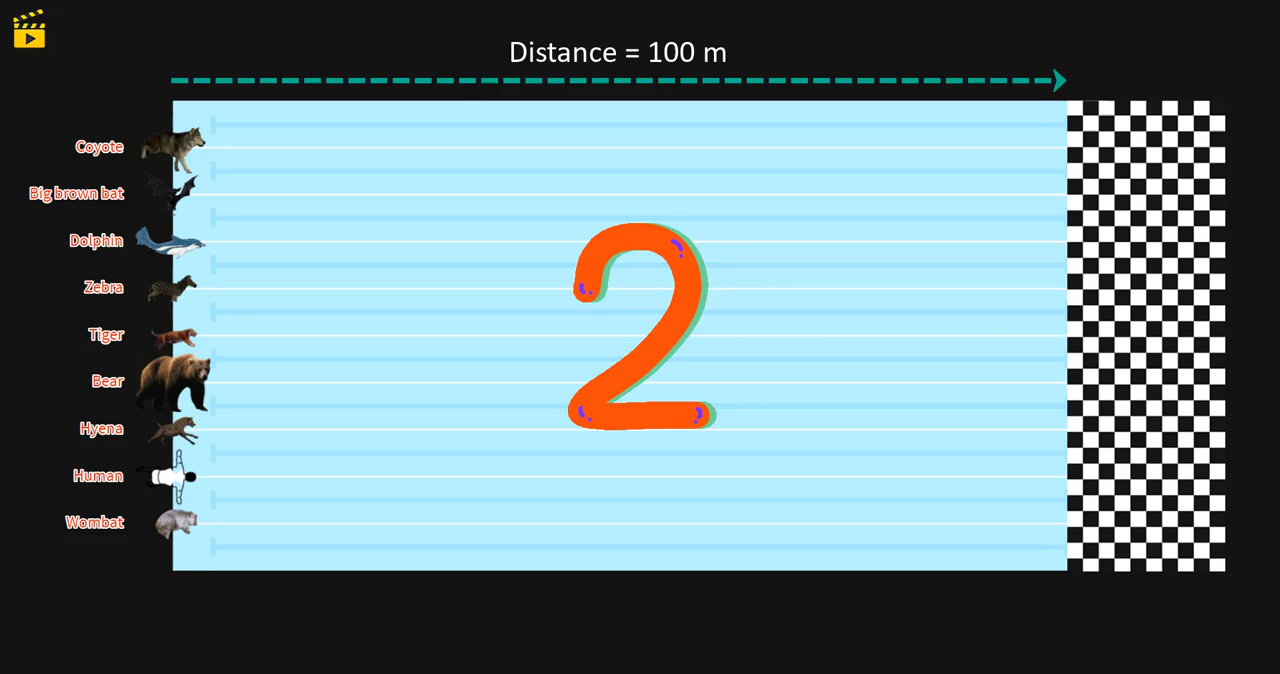 Distance = 100 m
Coyote
Big brown bat
Dolphin
Zebra
2
Tiger
Bear
Hyena
Human
Wombat